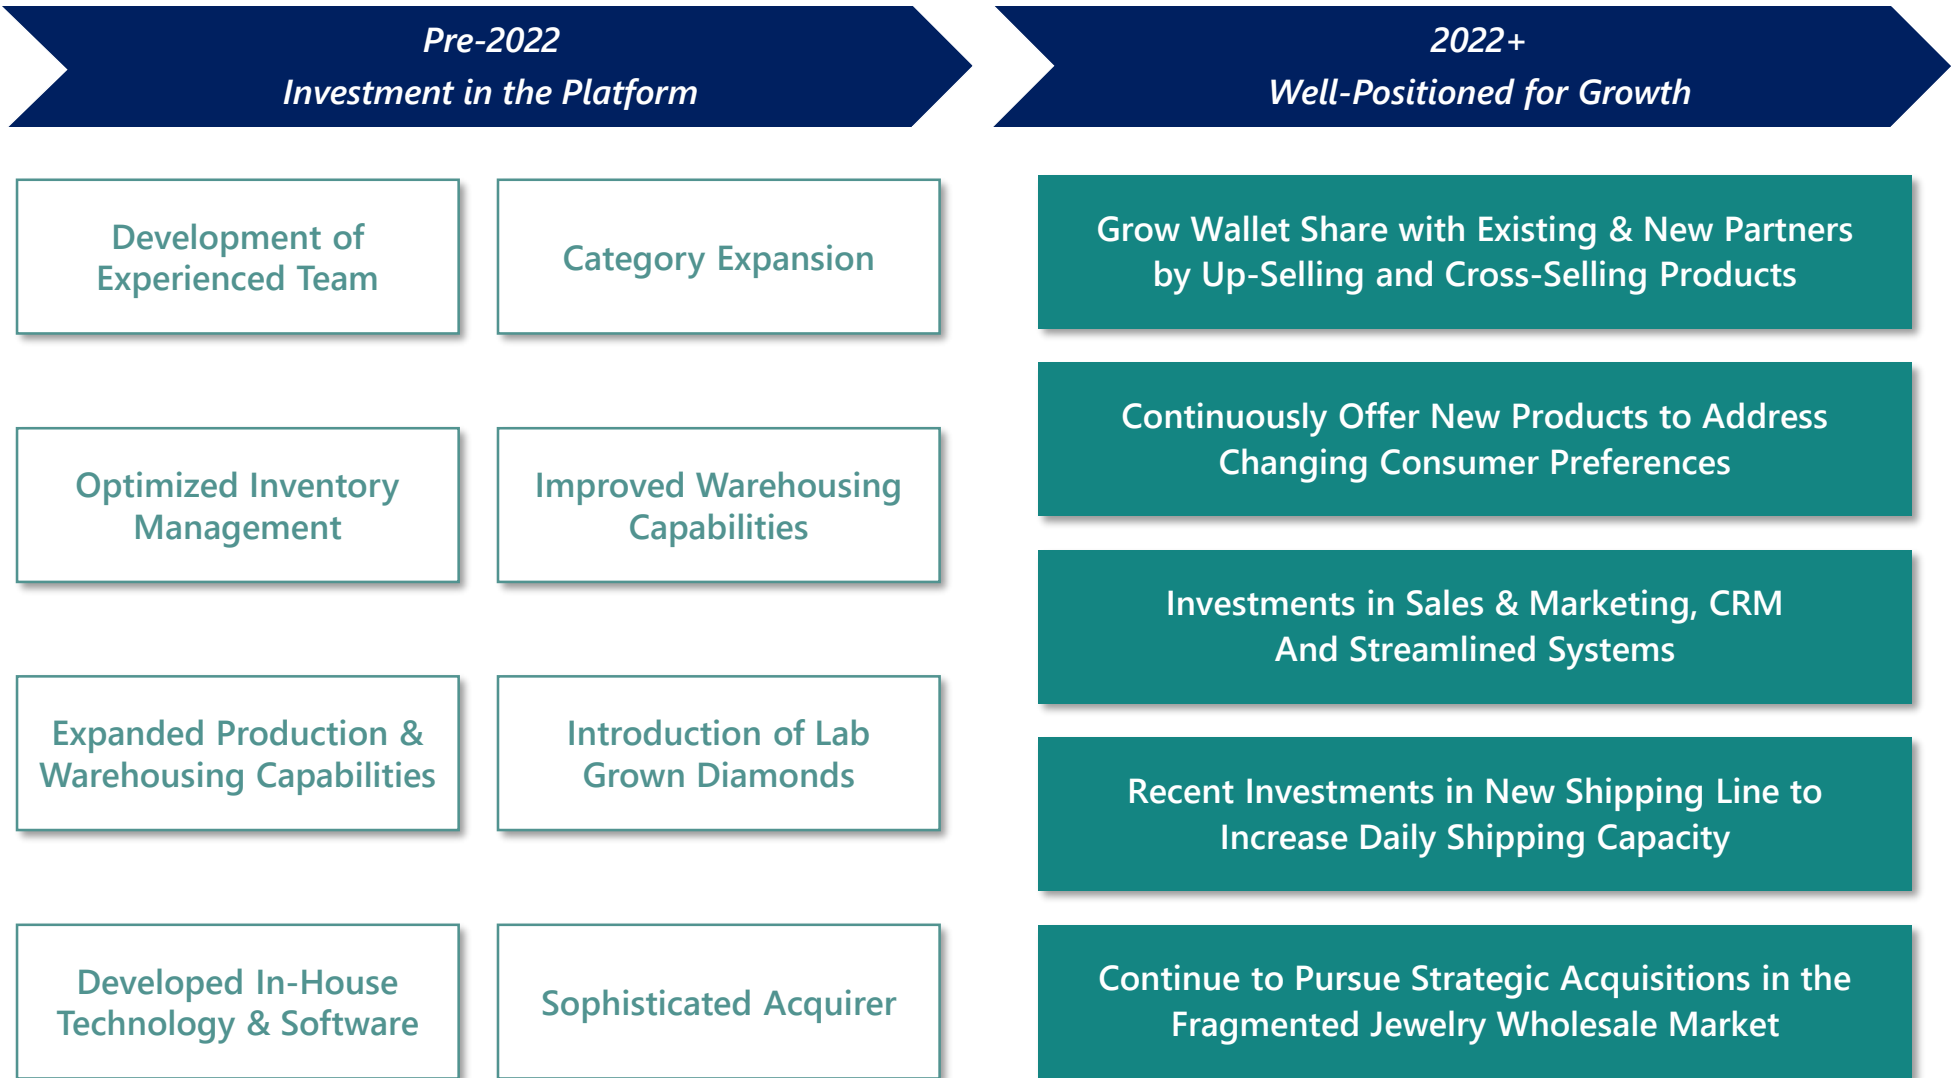 Pre-2022
Investment in the Platform
Development of
Experienced Team
Category Expansion
Optimized Inventory
Management
Improved Warehousing
Capabilities
Expanded Production &
Warehousing Capabilities
Introduction of Lab
Grown Diamonds
Developed In-House
Technology & Software
Sophisticated Acquirer
2022+
Well-Positioned for Growth
Grow Wallet Share with Existing & New Partners
by Up-Selling and Cross-Selling Products
Continuously Offer New Products to Address
Changing Consumer Preferences
Investments in Sales & Marketing, CRM
And Streamlined Systems
Recent Investments in New Shipping Line to
Increase Daily Shipping Capacity
Continue to Pursue Strategic Acquisitions in the
Fragmented Jewelry Wholesale Market